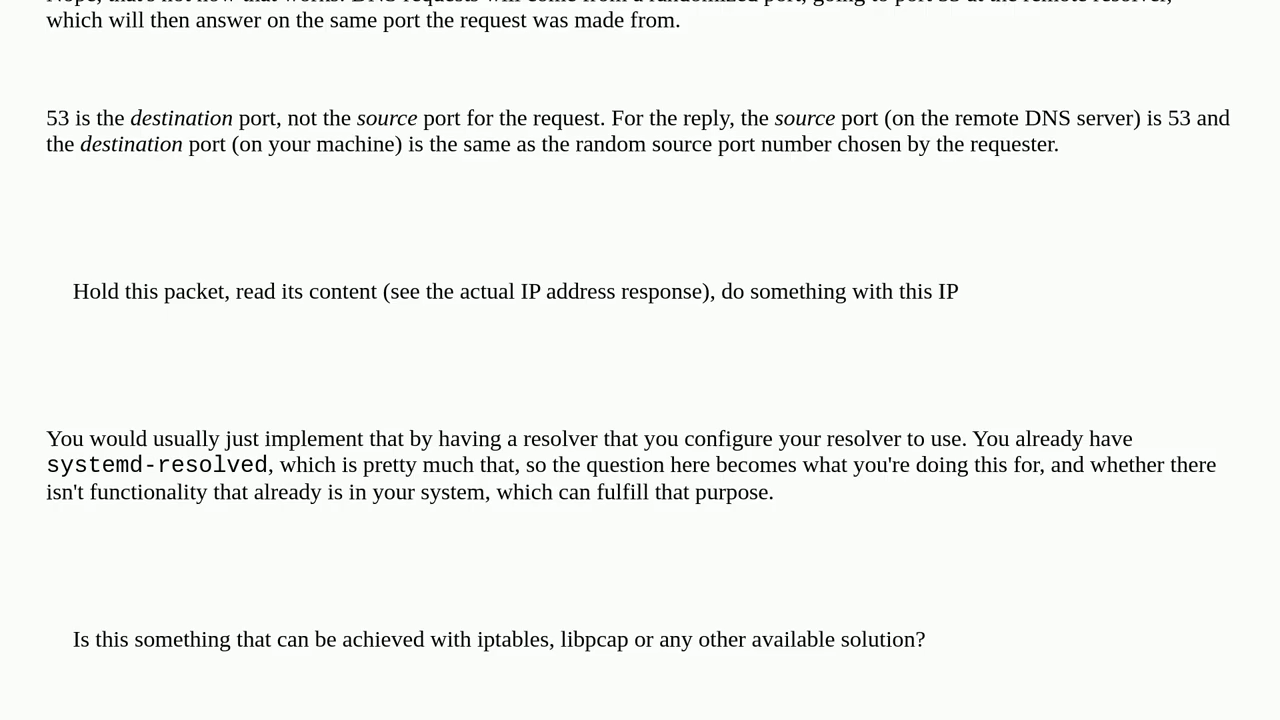 which will then answer on the same port the request was made from.
53 is the destination port, not the source port for the request. For the reply, the source port (on the remote DNS server) is 53 and
the destination port (on your machine) is the same as the random source port number chosen by the requester.
Hold this packet, read its content (see the actual IP address response), do something with this IP
You would usually just implement that by having a resolver that you configure your resolver to use. You already have
systemd-resolved, which is pretty much that, so the question here becomes what you're doing this for, and whether there
isn't functionality that already is in your system, which can fulfill that purpose.
Is this something that can be achieved with iptables, libpcap or any other available solution?